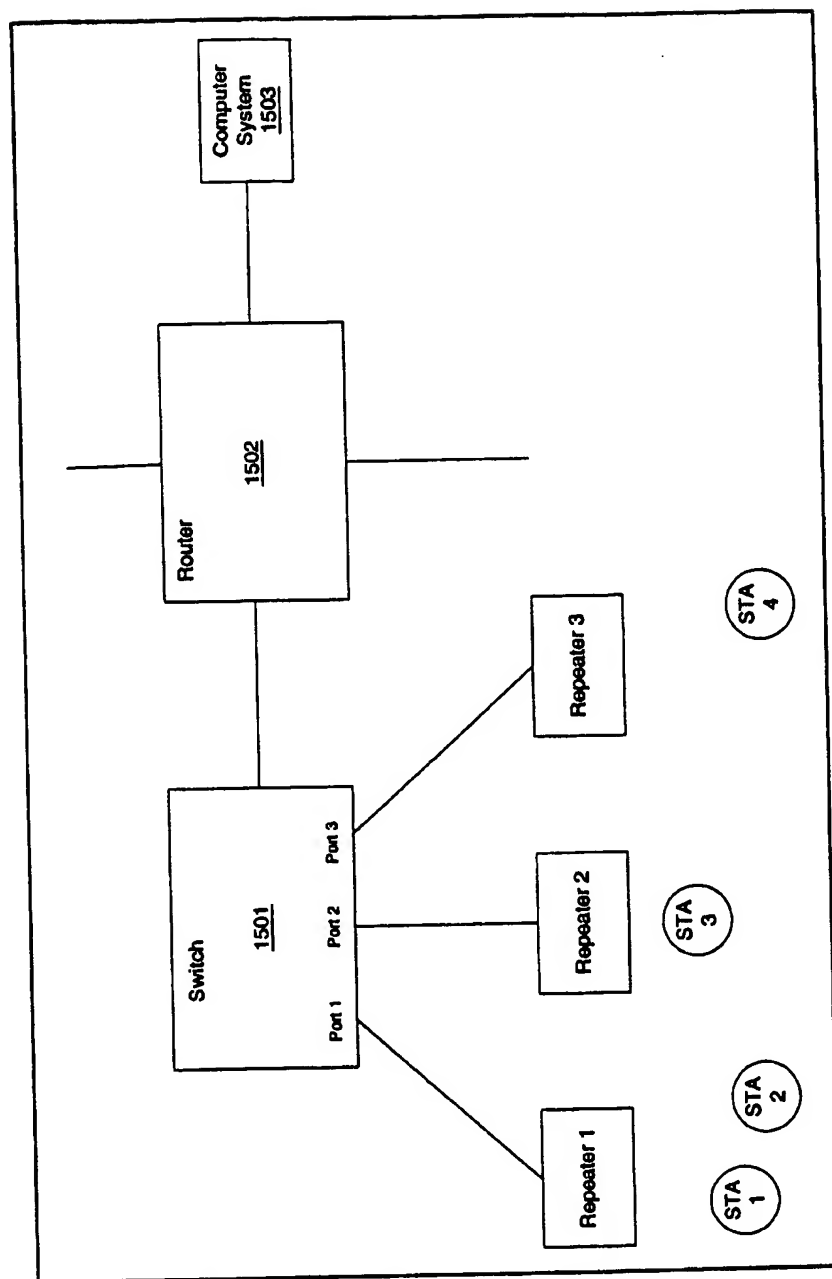 Switch
1501
Port 1
Port 2
Port 3
Router
1502
Computer
System
1503
Repeater 1
Repeater 2
Repeater 3
STA
1
STA
2
STA
3
STA
4